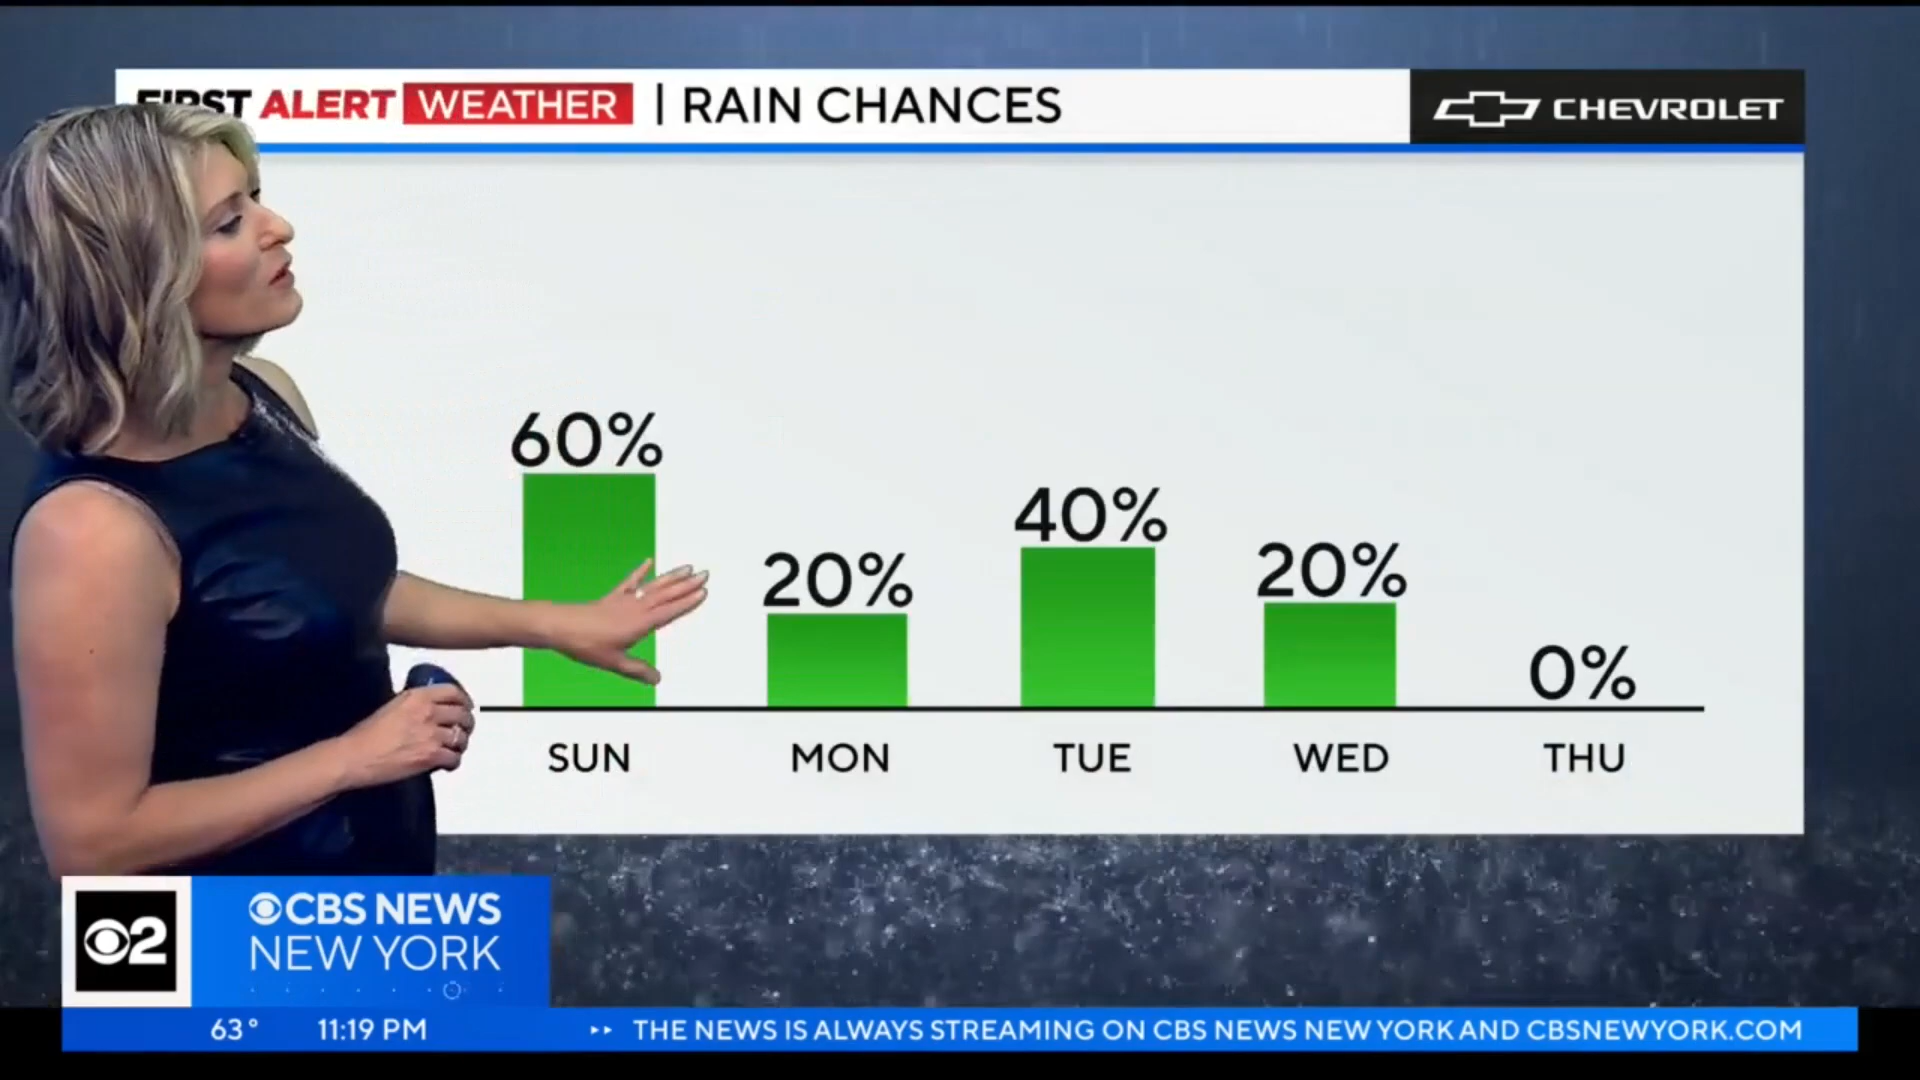 FIRST ALERT WEATHER | RAIN CHANCES
CHEVROLET
60%
20%
40%
20%
0%
SUN
MON
TUE
WED
THU
2
CBS NEWS
NEW YORK
63° 11:19 PM
THE NEWS IS ALWAYS STREAMING ON CBS NEWS NEW YORK AND CBSNEWYORK.COM